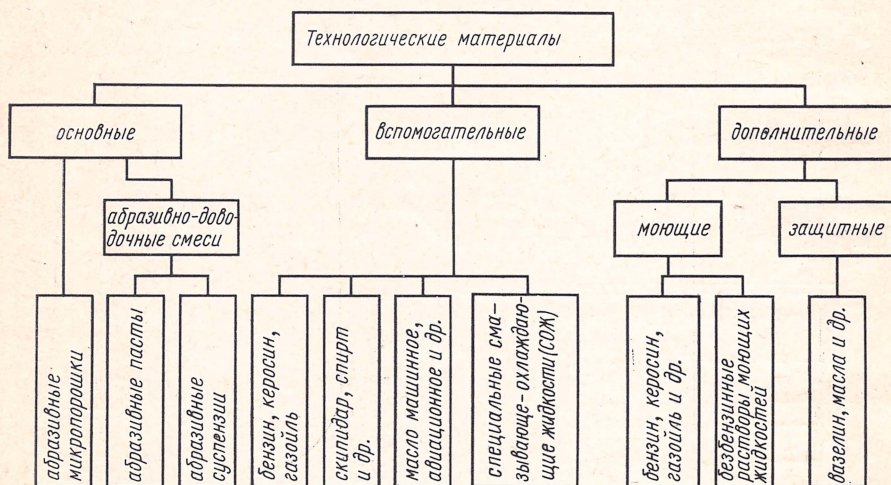 Технологические материалы
основные
вспомогательные
дополнительные
абразивно-дово-
дочные смеси
моющие
защитные
абразивные
микропорошки
абразивные пасты
абразивные
суспензии
бензин, керосин,
газойль
скипидар, спирт
и др.
масло машинное,
авиационное и др.
специальные сма-
зывающе-охлаждаю-
щие жидкости (СОЖ)
бензин, керосин,
газойль и др.
безбензинные
растворы моющих
жидкостей
вазелин, масла и др.